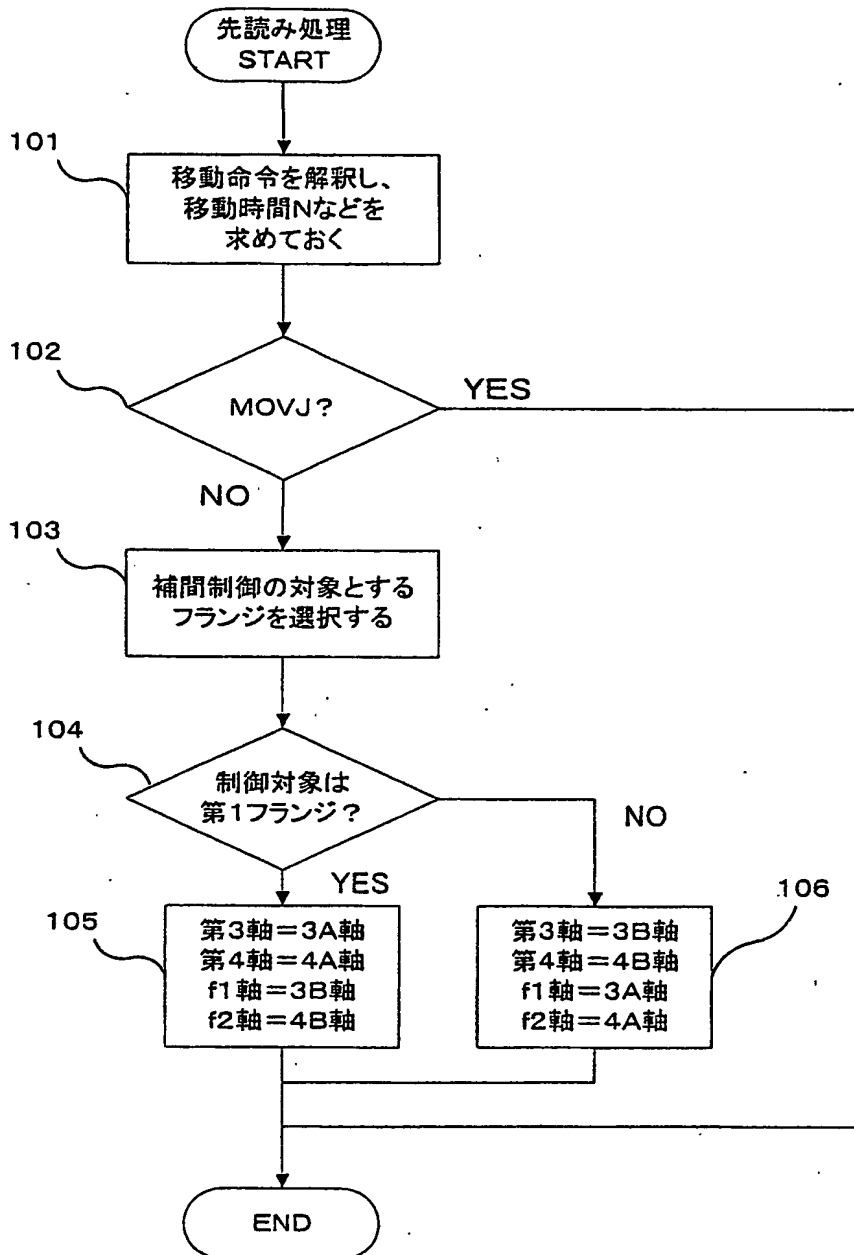 先読み処理
START
101
移動命令を解釈し、
移動時間Nなどを
求めておく
102
MOVJ?
YES
NO
103
補間制御の対象とする
フランジを選択する
104
制御対象は
第1フランジ?
NO
YES
105
第3軸=3A軸
第4軸=4A軸
f1軸=3B軸
f2軸=4B軸
106
第3軸=3B軸
第4軸=4B軸
f1軸=3A軸
f2軸=4A軸
END